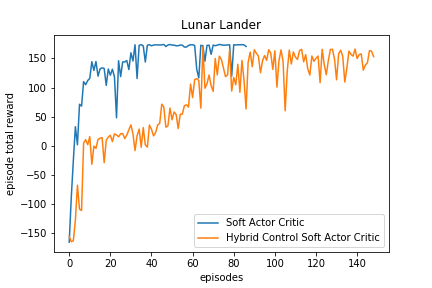 Lunar Lander
episode total reward
150
100
50
0
−50
−100
−150
Soft Actor Critic
Hybrid Control Soft Actor Critic
0 20 40 60 80 100 120 140
episodes